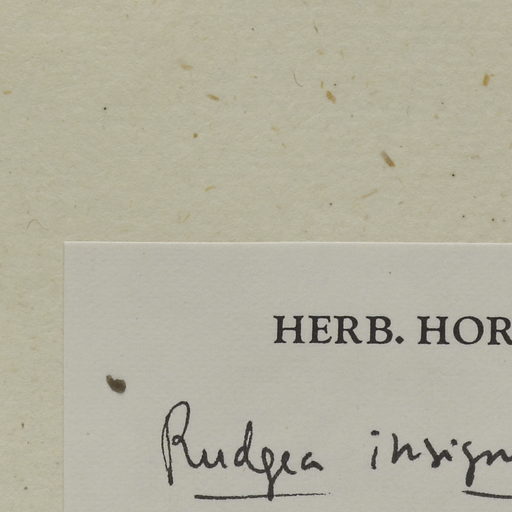 HERB. HOR
Rudgea insign